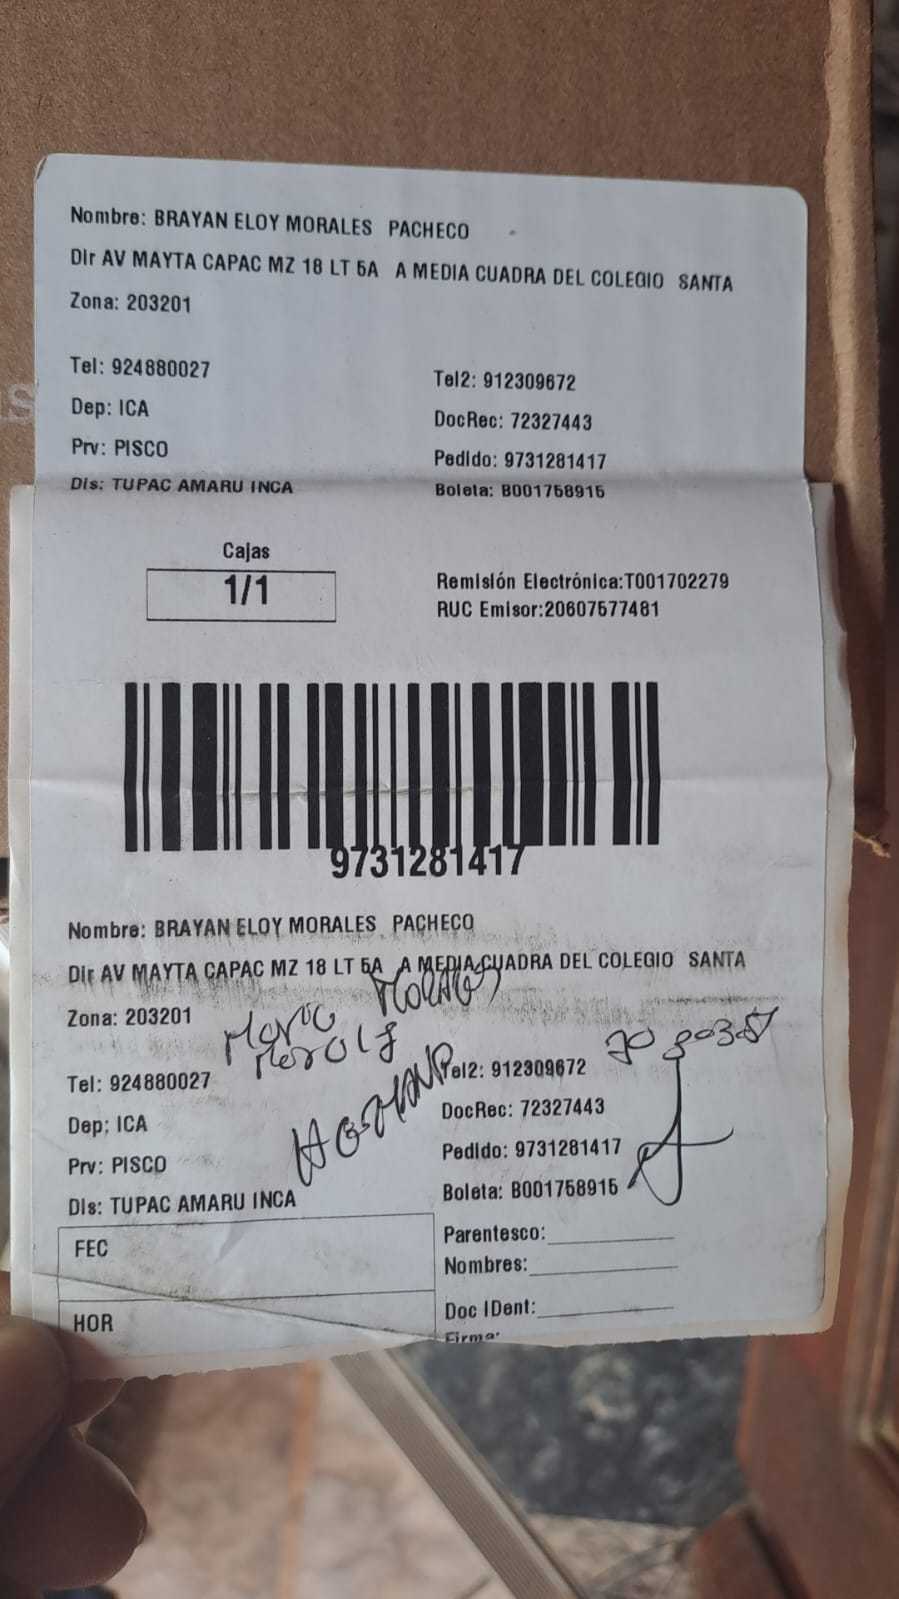 Nombre: BRAYAN ELOY MORALES PACHECO
Dir AV MAYTA CAPAC MZ 18 LT 5A A MEDIA CUADRA DEL COLEGIO SANTA
Zona: 203201
Tel: 924880027 Tel2: 912309672
Dep: ICA DocRec: 72327443
Prv: PISCO Pedido: 9731281417
Dis: TUPAC AMARU INCA Boleta: B001758915
Cajas
1/1
Remisión Electrónica:T001702279
RUC Emisor:20607577481
9731281417
Nombre: BRAYAN ELOY MORALES PACHECO
Dir AV MAYTA CAPAC MZ 18 LT 5A A MEDIA CUADRA DEL COLEGIO SANTA
Zona: 203201
Morales
Tel: 924880027 Tel2: 912309672
Dep: ICA DocRec: 72327443
HERMANO
Prv: PISCO Pedido: 9731281417
Dis: TUPAC AMARU INCA Boleta: B001758915
FEC Parentesco:
Nombres:
HOR Doc IDent:
Firma: